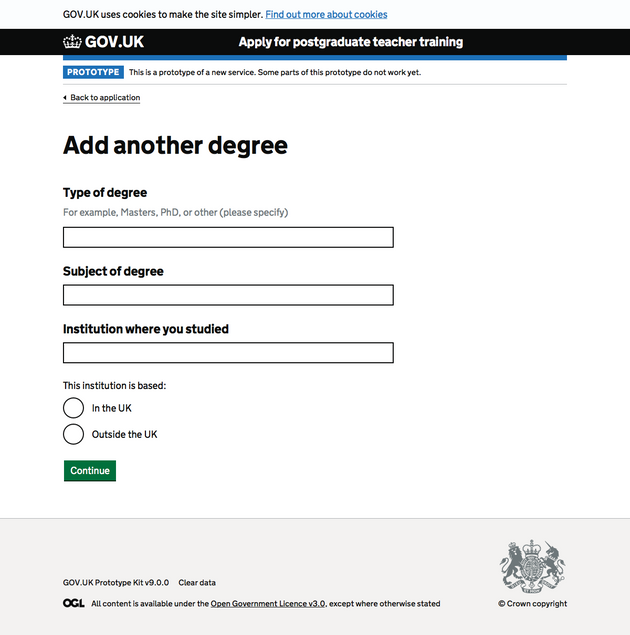 GOV.UK uses cookies to make the site simpler. Find out more about cookies
GOV.UK Apply for postgraduate teacher training
PROTOTYPE This is a prototype of a new service. Some parts of this prototype do not work yet.
Back to application
Add another degree
Type of degree
For example, Masters, PhD, or other (please specify)
Subject of degree
Institution where you studied
This institution is based:
In the UK
Outside the UK
Continue
GOV.UK Prototype Kit v9.0.0 Clear data
OGL All content is available under the Open Government Licence v3.0, except where otherwise stated
© Crown copyright